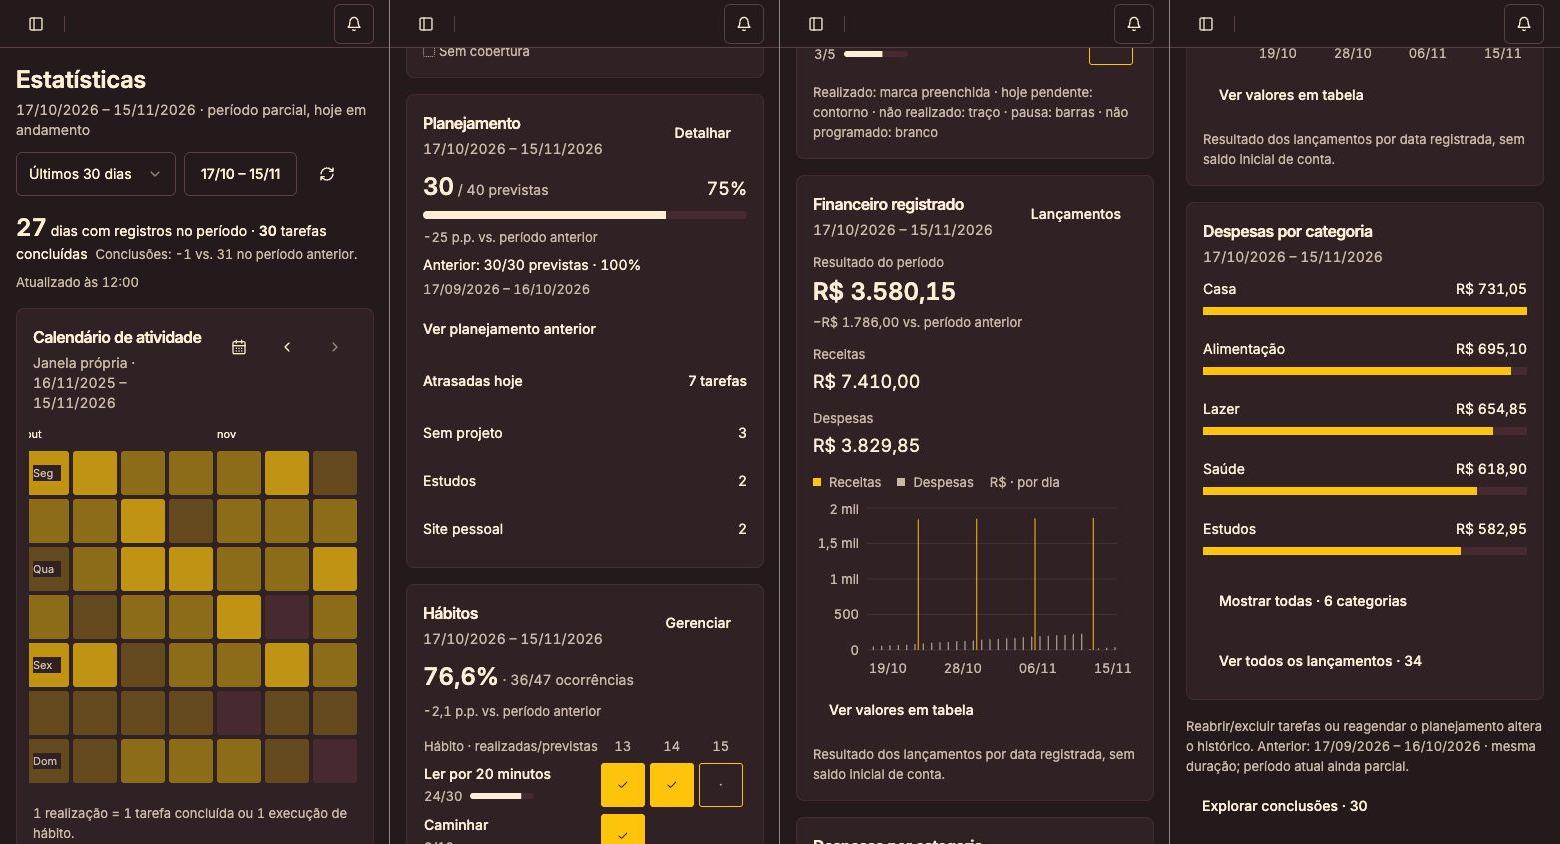 Estatísticas
17/10/2026 – 15/11/2026 · período parcial, hoje em
andamento
Últimos 30 dias
17/10 – 15/11
27 dias com registros no período · 30 tarefas
concluídas Conclusões: -1 vs. 31 no período anterior.
Atualizado às 12:00
Calendário de atividade
Janela própria ·
16/11/2025 –
15/11/2026
nov
Seg
Qua
Sex
Dom
1 realização = 1 tarefa concluída ou 1 execução de
hábito.
Sem cobertura
Planejamento
17/10/2026 – 15/11/2026
Detalhar
30 / 40 previstas
75%
-25 p.p. vs. período anterior
Anterior: 30/30 previstas · 100%
17/09/2026 – 16/10/2026
Ver planejamento anterior
Atrasadas hoje
7 tarefas
Sem projeto
3
Estudos
2
Site pessoal
2
Hábitos
17/10/2026 – 15/11/2026
Gerenciar
76,6% · 36/47 ocorrências
-2,1 p.p. vs. período anterior
Hábito · realizadas/previstas 13 14 15
Ler por 20 minutos
24/30
Caminhar
3/5
Realizado: marca preenchida · hoje pendente:
contorno · não realizado: traço · pausa: barras · não
programado: branco
Financeiro registrado
17/10/2026 – 15/11/2026
Lançamentos
Resultado do período
R$ 3.580,15
−R$ 1.786,00 vs. período anterior
Receitas
R$ 7.410,00
Despesas
R$ 3.829,85
Receitas Despesas R$ · por dia
2 mil
1,5 mil
1 mil
500
0
19/10 28/10 06/11 15/11
Ver valores em tabela
Resultado dos lançamentos por data registrada, sem
saldo inicial de conta.
19/10 28/10 06/11 15/11
Ver valores em tabela
Resultado dos lançamentos por data registrada, sem
saldo inicial de conta.
Despesas por categoria
17/10/2026 – 15/11/2026
Casa
R$ 731,05
Alimentação
R$ 695,10
Lazer
R$ 654,85
Saúde
R$ 618,90
Estudos
R$ 582,95
Mostrar todas · 6 categorias
Ver todos os lançamentos · 34
Reabrir/excluir tarefas ou reagendar o planejamento altera
o histórico. Anterior: 17/09/2026 – 16/10/2026 · mesma
duração; período atual ainda parcial.
Explorar conclusões · 30